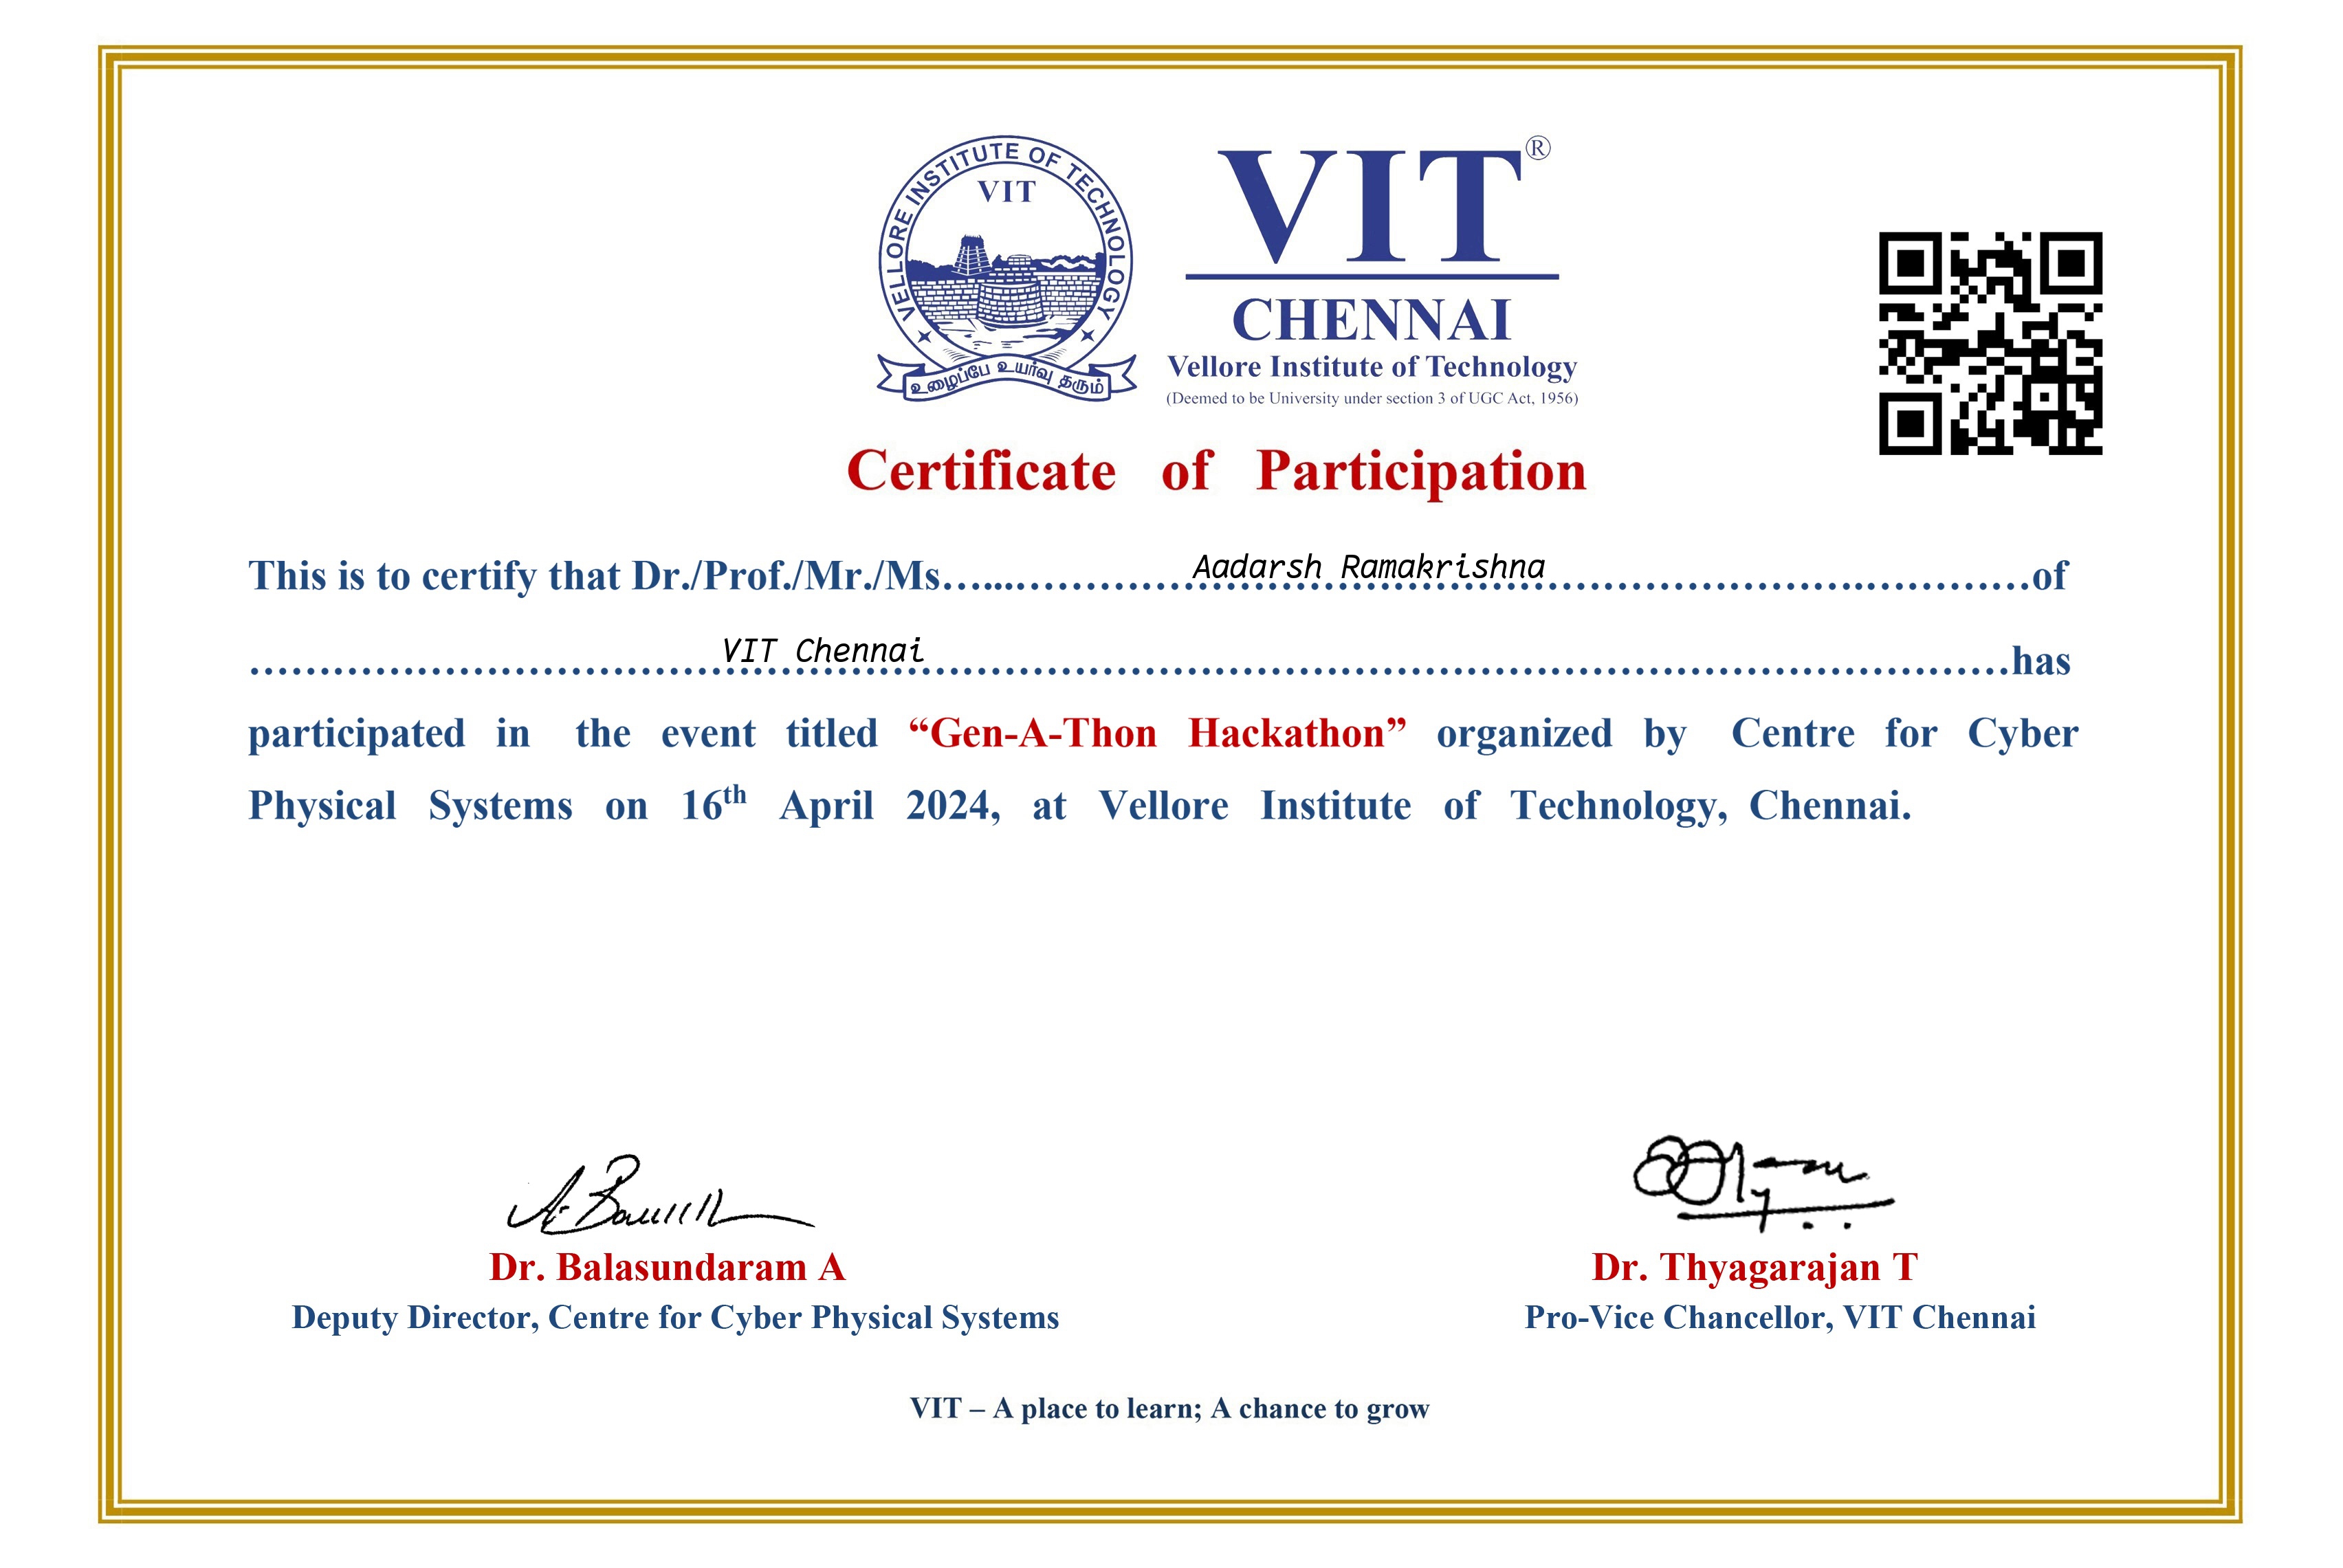 VELLORE INSTITUTE OF TECHNOLOGY
VIT
உழைப்பே உயர்வு தரும்
VIT®
CHENNAI
Vellore Institute of Technology
(Deemed to be University under section 3 of UGC Act, 1956)
Certificate of Participation
This is to certify that Dr./Prof./Mr./Ms.....Aadarsh Ramakrishna.....of
.....VIT Chennai.....has
participated in the event titled “Gen-A-Thon Hackathon” organized by Centre for Cyber
Physical Systems on 16th April 2024, at Vellore Institute of Technology, Chennai.
Dr. Balasundaram A
Deputy Director, Centre for Cyber Physical Systems
Dr. Thyagarajan T
Pro-Vice Chancellor, VIT Chennai
VIT – A place to learn; A chance to grow